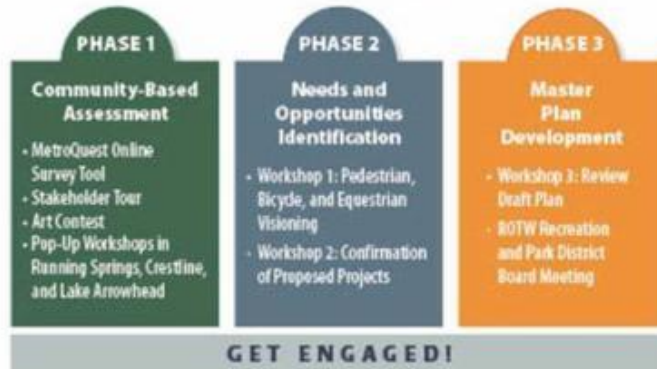 PHASE 1
Community-Based
Assessment
• MetroQuest Online
Survey Tool
• Stakeholder Tour
• Art Contest
• Pop-Up Workshops in
Running Springs, Crestline,
and Lake Arrowhead
PHASE 2
Needs and
Opportunities
Identification
• Workshop 1: Pedestrian,
Bicycle, and Equestrian
Visioning
• Workshop 2: Confirmation
of Proposed Projects
PHASE 3
Master
Plan
Development
• Workshop 3: Review
Draft Plan
• ROTW Recreation
and Park District
Board Meeting
GET ENGAGED!